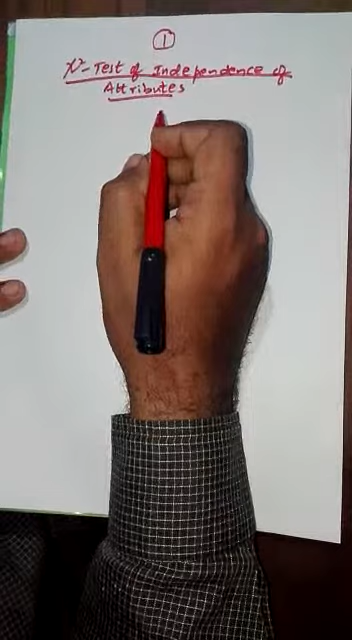 1
χ²-Test of Independence of
Attributes